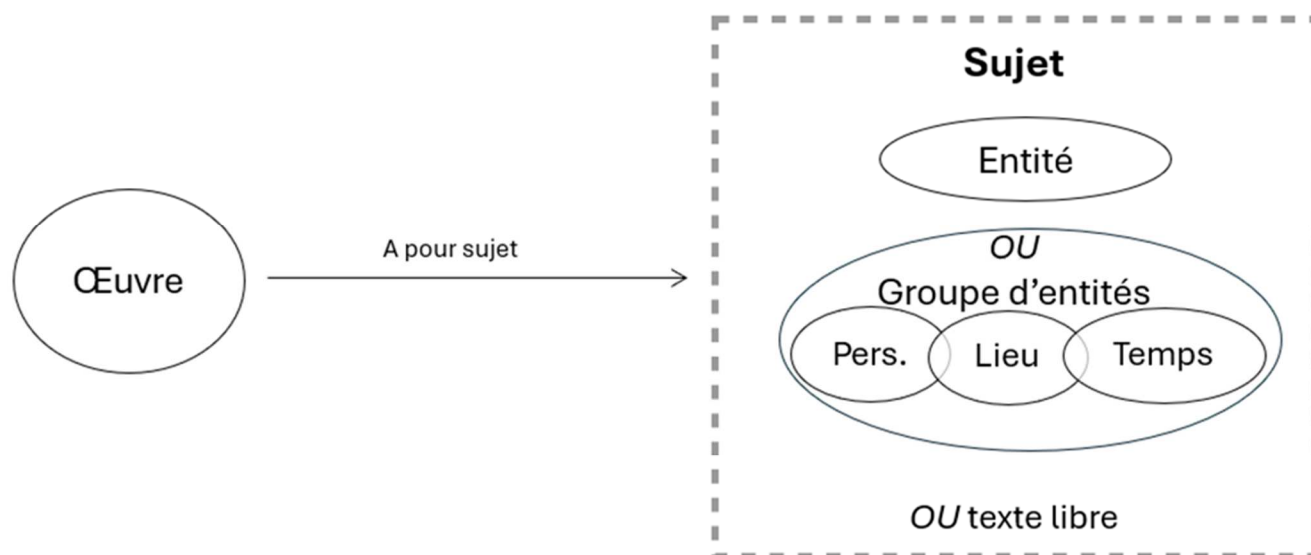 Œuvre
A pour sujet
Sujet
Entité
OU
Groupe d’entités
Pers.
Lieu
Temps
OU texte libre